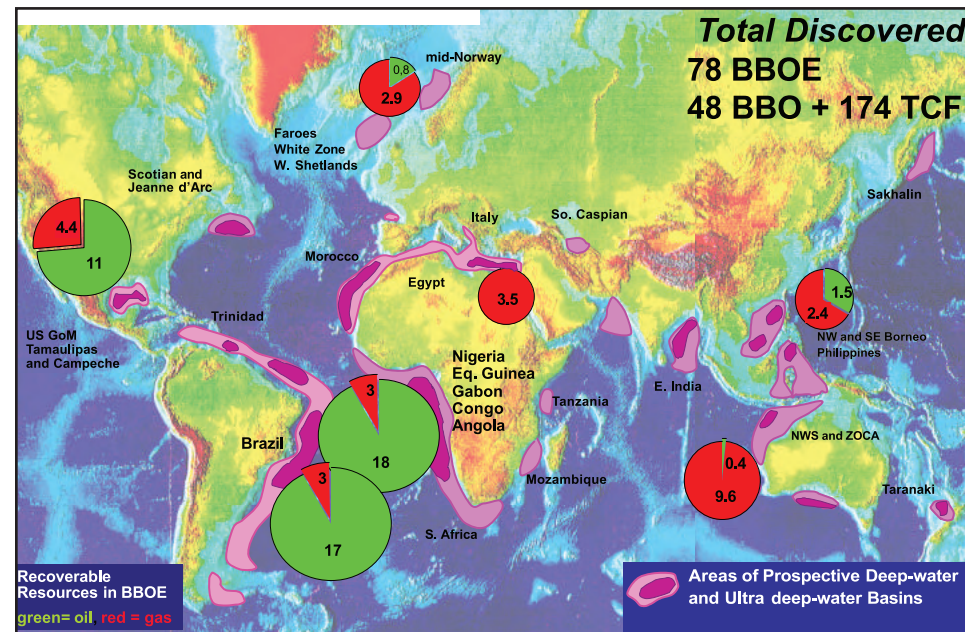 Total Discovered
78 BBOE
48 BBO + 174 TCF
mid-Norway
0,8
2.9
Faroes
White Zone
W. Shetlands
Scotian and
Jeanne d'Arc
Sakhalin
4.4
11
Italy
So. Caspian
Morocco
Egypt
3.5
1.5
2.4
NW and SE Borneo
Philippines
Trinidad
US GoM
Tamaulipas
and Campeche
Nigeria
Eq. Guinea
Gabon
Congo
Angola
E. India
Tanzania
3
18
Brazil
NWS and ZOCA
0.4
9.6
Mozambique
Taranaki
3
17
S. Africa
Recoverable
Resources in BBOE
green= oil, red = gas
Areas of Prospective Deep-water
and Ultra deep-water Basins